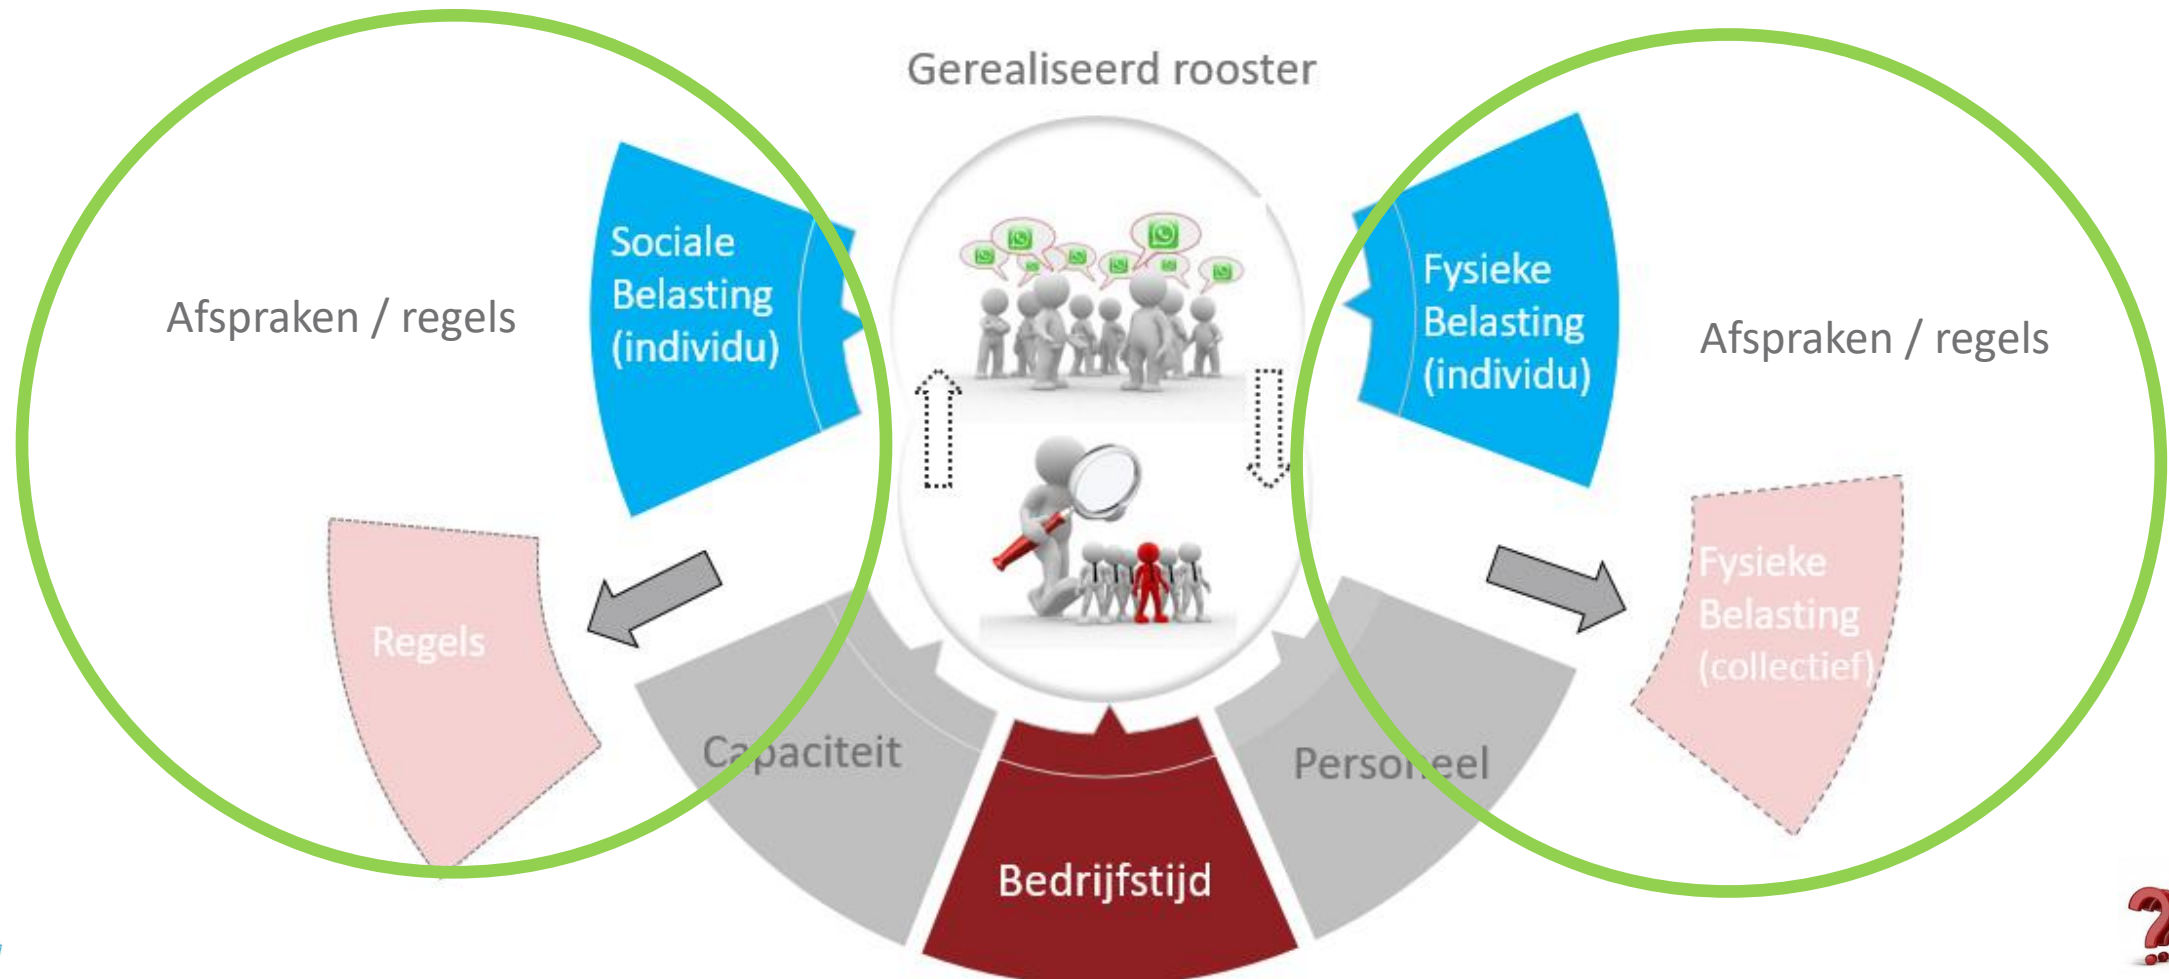 Gerealiseerd rooster
Afspraken / regels
Sociale
Belasting
(individu)
Fysieke
Belasting
(individu)
Afspraken / regels
Regels
Fysieke
Belasting
(collectief)
Capaciteit
Personeel
Bedrijfstijd
??